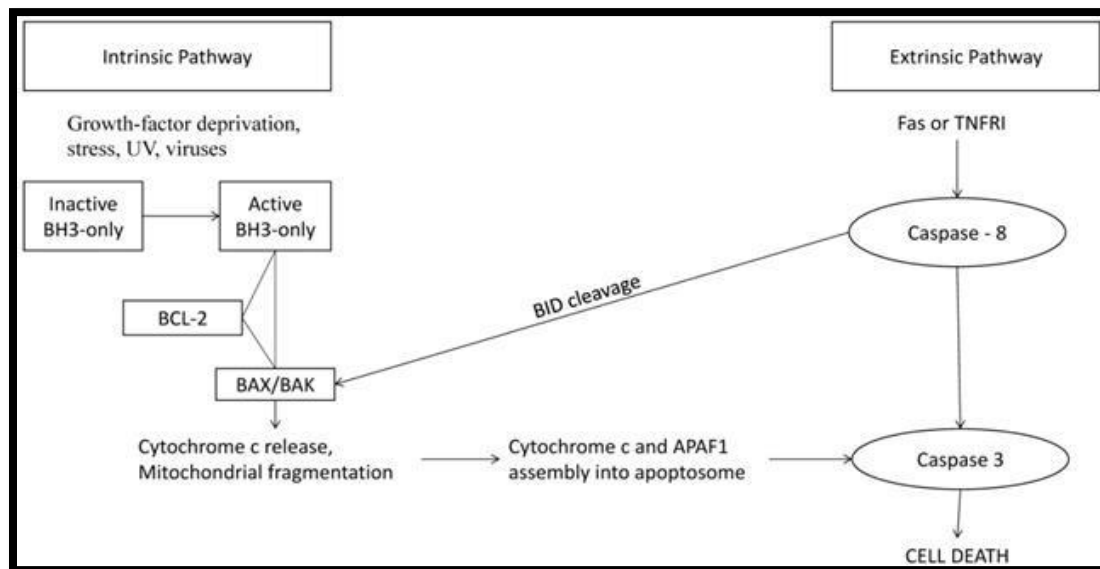 Intrinsic Pathway
Extrinsic Pathway
Growth-factor deprivation,
stress, UV, viruses
Fas or TNFRI
Inactive
BH3-only
Active
BH3-only
Caspase - 8
BID cleavage
BCL-2
BAX/BAK
Cytochrome c release,
Mitochondrial fragmentation
Cytochrome c and APAF1
assembly into apoptosome
Caspase 3
CELL DEATH